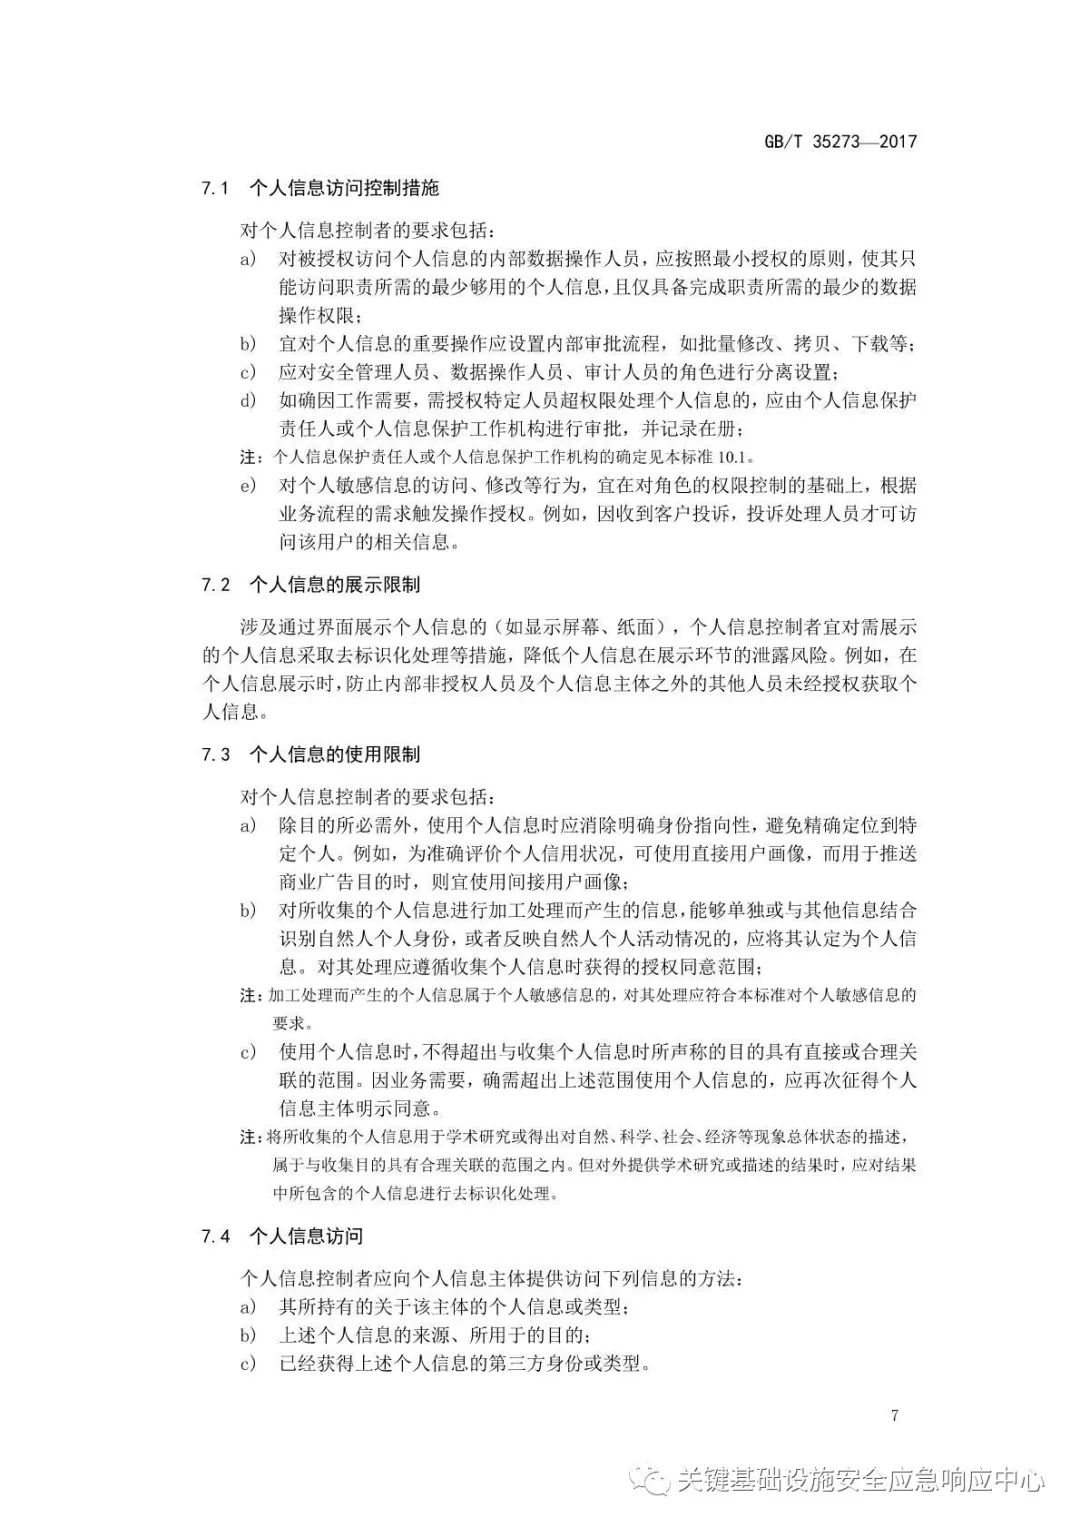 GB/T 35273—2017
7.1 个人信息访问控制措施
对个人信息控制者的要求包括：
a) 对被授权访问个人信息的内部数据操作人员，应按照最小授权的原则，使其只
能访问职责所需的最少够用的个人信息，且仅具备完成职责所需的最少的数据
操作权限；
b) 宜对个人信息的重要操作应设置内部审批流程，如批量修改、拷贝、下载等；
c) 应对安全管理人员、数据操作人员、审计人员的角色进行分离设置；
d) 如确因工作需要，需授权特定人员超权限处理个人信息的，应由个人信息保护
责任人或个人信息保护工作机构进行审批，并记录在册；
注：个人信息保护责任人或个人信息保护工作机构的确定见本标准 10.1。
e) 对个人敏感信息的访问、修改等行为，宜在对角色的权限控制的基础上，根据
业务流程的需求触发操作授权。例如，因收到客户投诉，投诉处理人员才可访
问该用户的相关信息。
7.2 个人信息的展示限制
涉及通过界面展示个人信息的（如显示屏幕、纸面），个人信息控制者宜对需展示
的个人信息采取去标识化处理等措施，降低个人信息在展示环节的泄露风险。例如，在
个人信息展示时，防止内部非授权人员及个人信息主体之外的其他人员未经授权获取个
人信息。
7.3 个人信息的使用限制
对个人信息控制者的要求包括：
a) 除目的所必需外，使用个人信息时应消除明确身份指向性，避免精确定位到特
定个人。例如，为准确评价个人信用状况，可使用直接用户画像，而用于推送
商业广告目的时，则宜使用间接用户画像；
b) 对所收集的个人信息进行加工处理而产生的信息，能够单独或与其他信息结合
识别自然人个人身份，或者反映自然人个人活动情况的，应将其认定为个人信
息。对其处理应遵循收集个人信息时获得的授权同意范围；
注：加工处理而产生的个人信息属于个人敏感信息的，对其处理应符合本标准对个人敏感信息的
要求。
c) 使用个人信息时，不得超出与收集个人信息时所声称的目的具有直接或合理关
联的范围。因业务需要，确需超出上述范围使用个人信息的，应再次征得个人
信息主体明示同意。
注：将所收集的个人信息用于学术研究或得出对自然、科学、社会、经济等现象总体状态的描述，
属于与收集目的具有合理关联的范围之内。但对外提供学术研究或描述的结果时，应对结果
中所包含的个人信息进行去标识化处理。
7.4 个人信息访问
个人信息控制者应向个人信息主体提供访问下列信息的方法：
a) 其所持有的关于该主体的个人信息或类型；
b) 上述个人信息的来源、所用于的目的；
c) 已经获得上述个人信息的第三方身份或类型。
7
关键基础设施安全应急响应中心